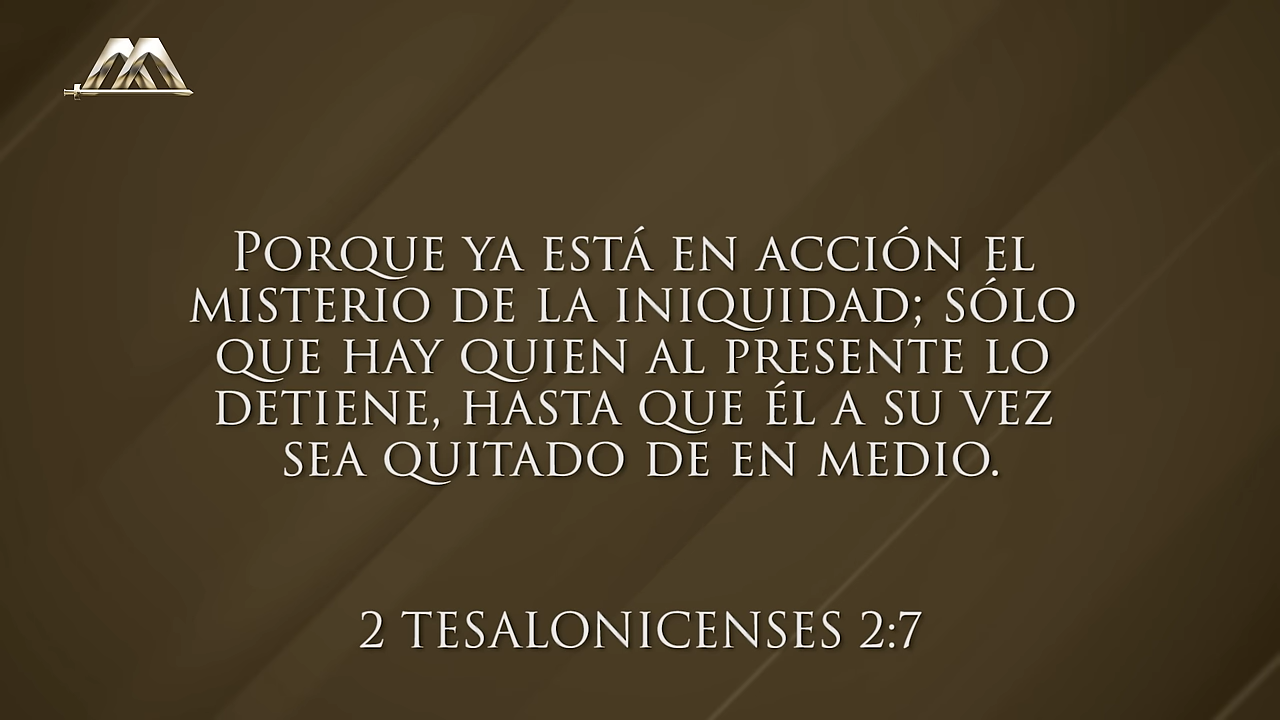 Porque ya está en acción el
misterio de la iniquidad; sólo
que hay quien al presente lo
detiene, hasta que él a su vez
sea quitado de en medio.
2 Tesalonicenses 2:7